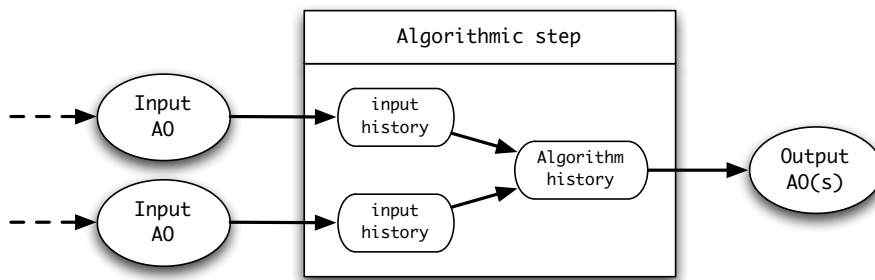 Algorithmic step
Input
AO
input
history
Algorithm
history
Output
AO(s)
Input
AO
input
history